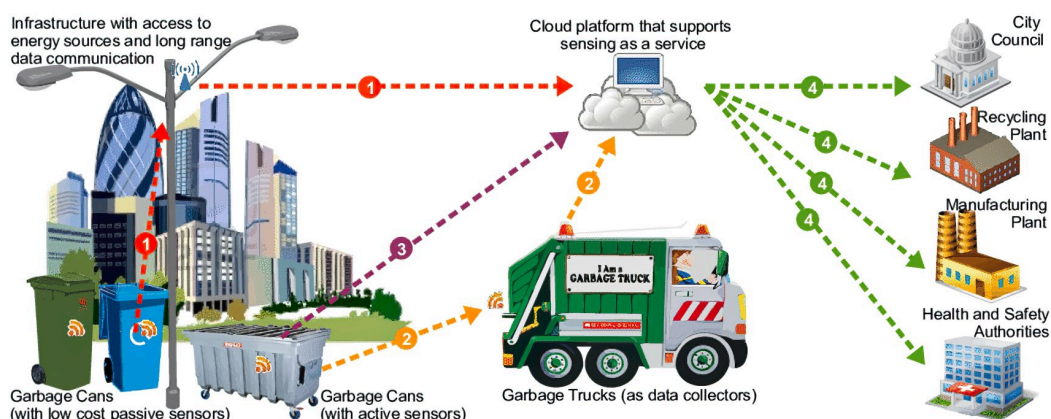 Infrastructure with access to
energy sources and long range
data communication
Cloud platform that supports
sensing as a service
City
Council
1
4
Recycling
Plant
4
2
4
Manufacturing
Plant
4
1
3
I Am a
GARBAGE TRUCK
2
Health and Safety
Authorities
Garbage Cans
(with low cost passive sensors)
Garbage Cans
(with active sensors)
Garbage Trucks (as data collectors)